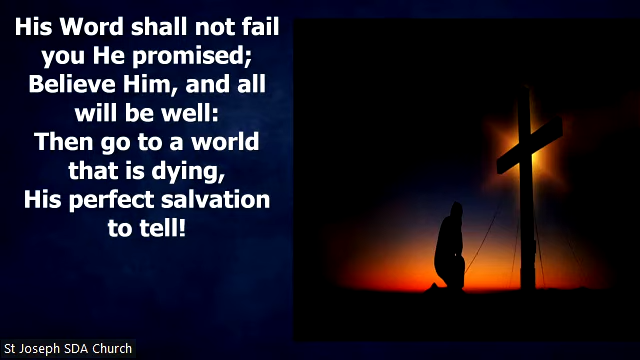 His Word shall not fail
you He promised;
Believe Him, and all
will be well:
Then go to a world
that is dying,
His perfect salvation
to tell!
St Joseph SDA Church